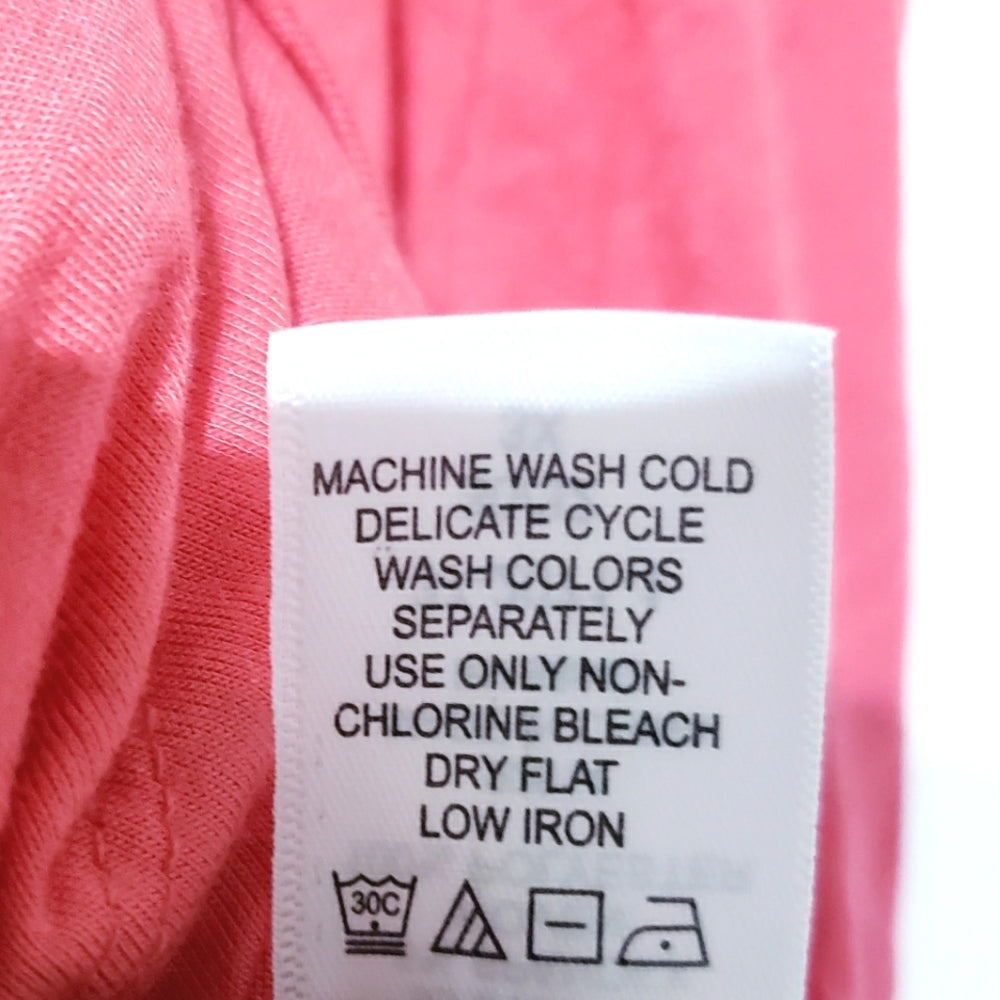 MACHINE WASH COLD
DELICATE CYCLE
WASH COLORS
SEPARATELY
USE ONLY NON-
CHLORINE BLEACH
DRY FLAT
LOW IRON
30C